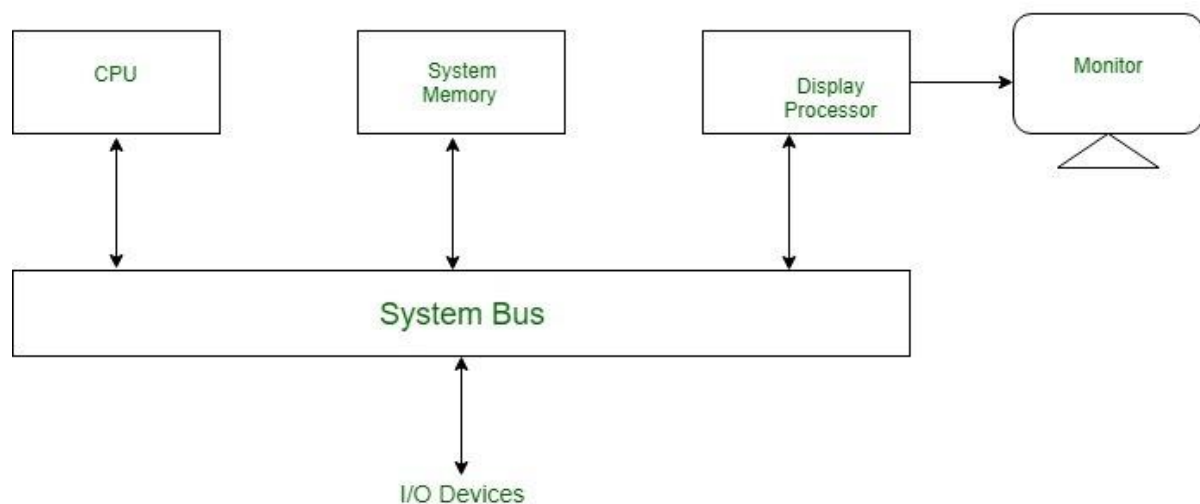 CPU
System
Memory
Display
Processor
Monitor
System Bus
I/O Devices